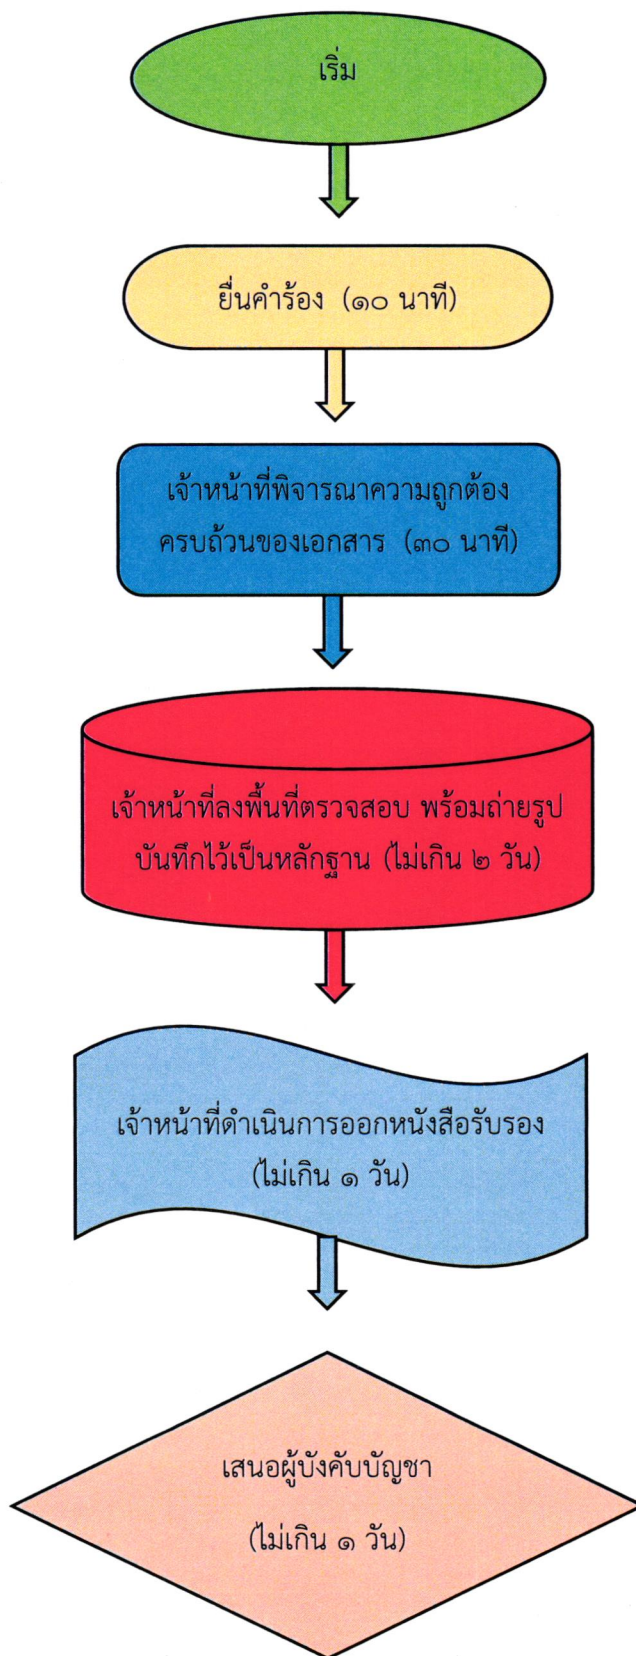 เริ่ม
ยื่นคำร้อง (๑๐ นาที)
เจ้าหน้าที่พิจารณาความถูกต้อง
ครบถ้วนของเอกสาร (๓๐ นาที)
เจ้าหน้าที่ลงพื้นที่ตรวจสอบ พร้อมถ่ายรูป
บันทึกไว้เป็นหลักฐาน (ไม่เกิน ๒ วัน)
เจ้าหน้าที่ดำเนินการออกหนังสือรับรอง
(ไม่เกิน ๑ วัน)
เสนอผู้บังคับบัญชา
(ไม่เกิน ๑ วัน)